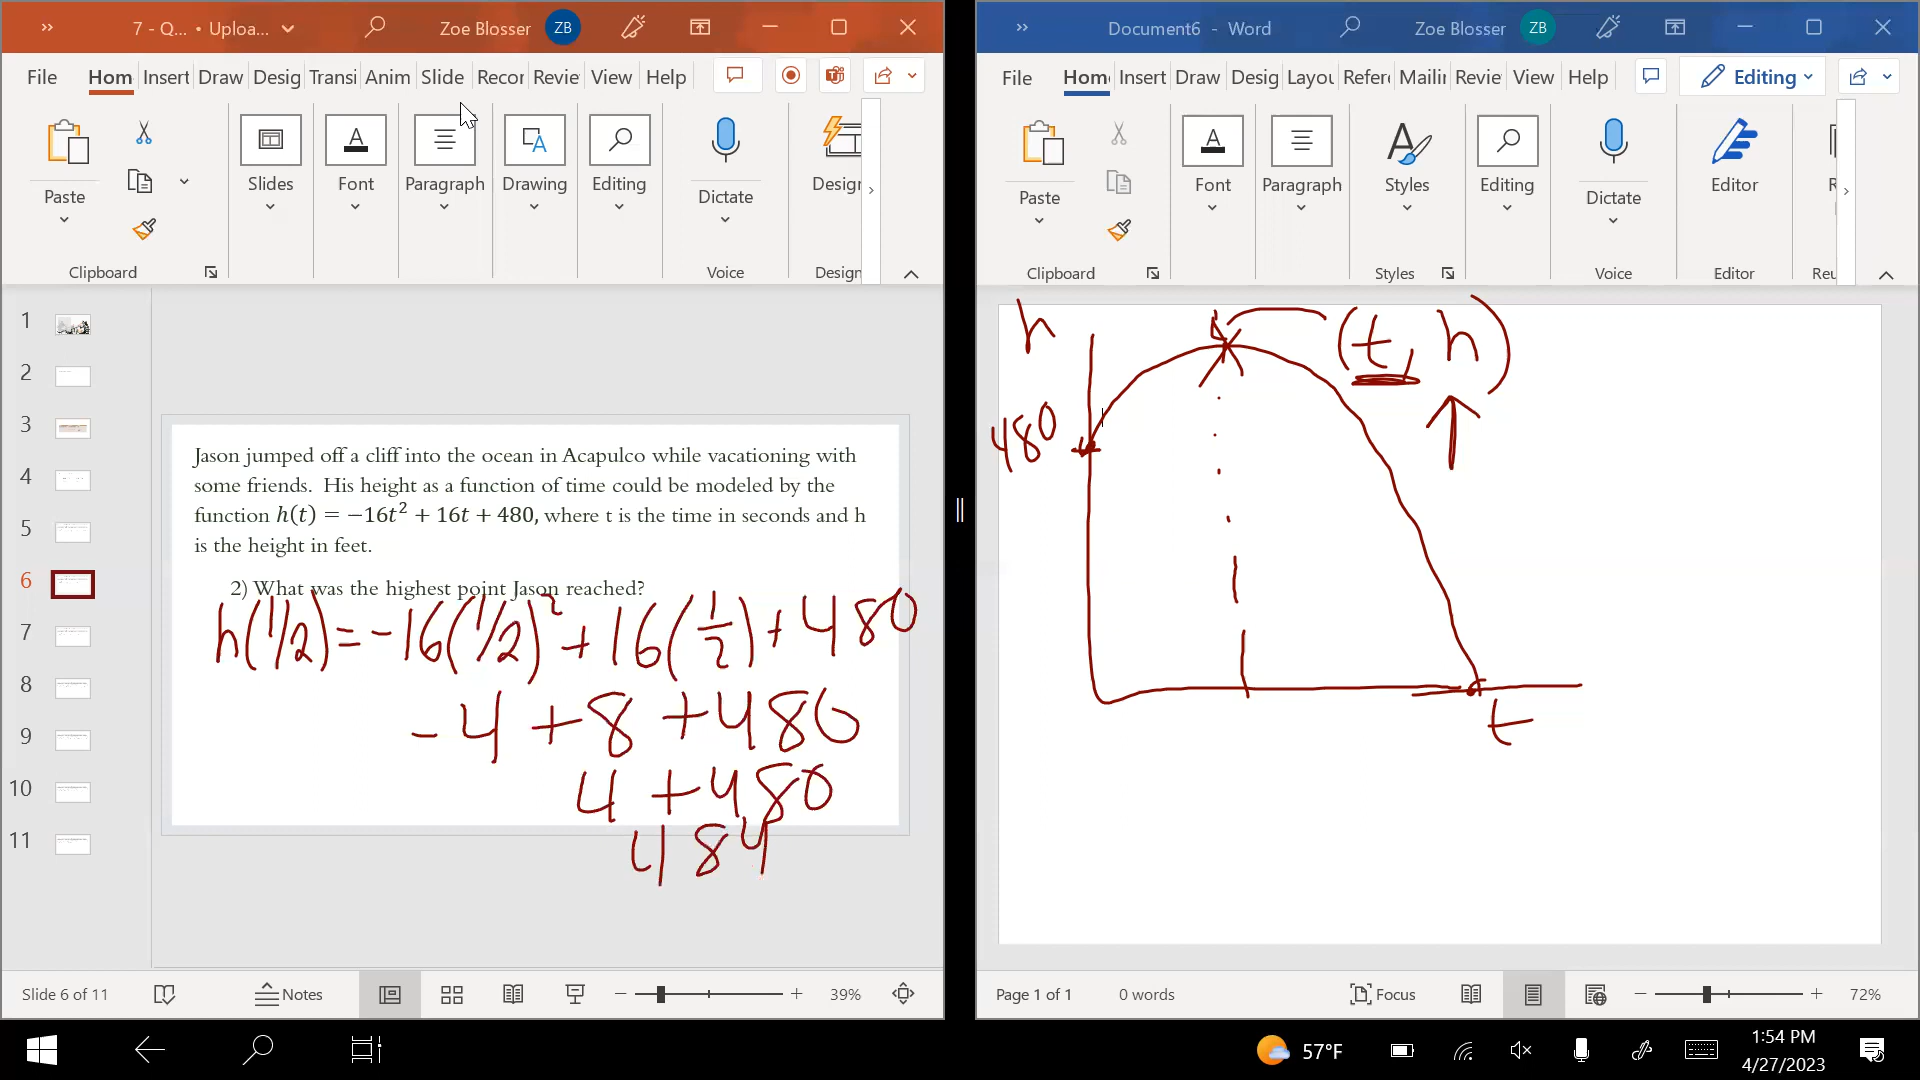 7 - Q... • Uploa...
Zoe Blosser ZB
File Hom Insert Draw Desig Transi Anim Slide Recor Revie View Help
Paste
Slides
Font
Paragraph
Drawing
Editing
Dictate
Desigr
Clipboard
Voice
Desigr
1
2
3
4
5
6
7
8
9
10
11
Jason jumped off a cliff into the ocean in Acapulco while vacationing with
some friends. His height as a function of time could be modeled by the
function h(t) = −16t² + 16t + 480, where t is the time in seconds and h
is the height in feet.
2) What was the highest point Jason reached?
h(1/2) = -16(1/2)² + 16(1/2) + 480
- 4 + 8 + 480
4 + 480
484
Slide 6 of 11
Notes
39%
Document6 - Word
Zoe Blosser ZB
File Home Insert Draw Desig Layou Refere Mailin Revie View Help
Editing
Paste
Font
Paragraph
Styles
Editing
Dictate
Editor
Clipboard
Styles
Voice
Editor
Reu
h
(t, h)
480
t
Page 1 of 1
0 words
Focus
72%
57°F
1:54 PM
4/27/2023